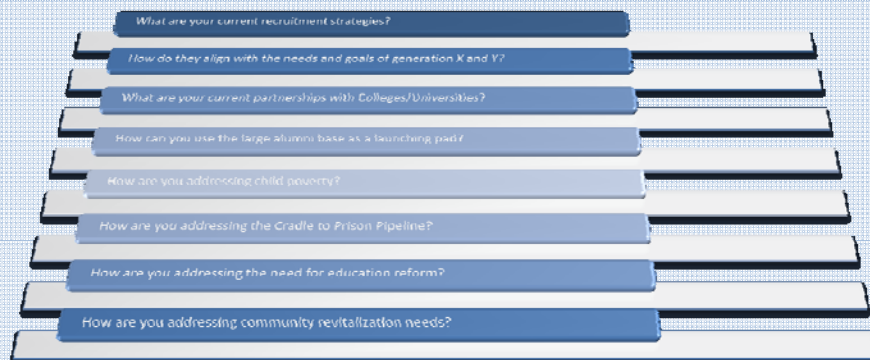 What are your current recruitment strategies?
How do they align with the needs and goals of generation X and Y?
What are your current partnerships with Colleges/Universities?
How can you use the large alumni base as a launching pad?
How are you addressing child poverty?
How are you addressing the Cradle to Prison Pipeline?
How are you addressing the need for education reform?
How are you addressing community revitalization needs?